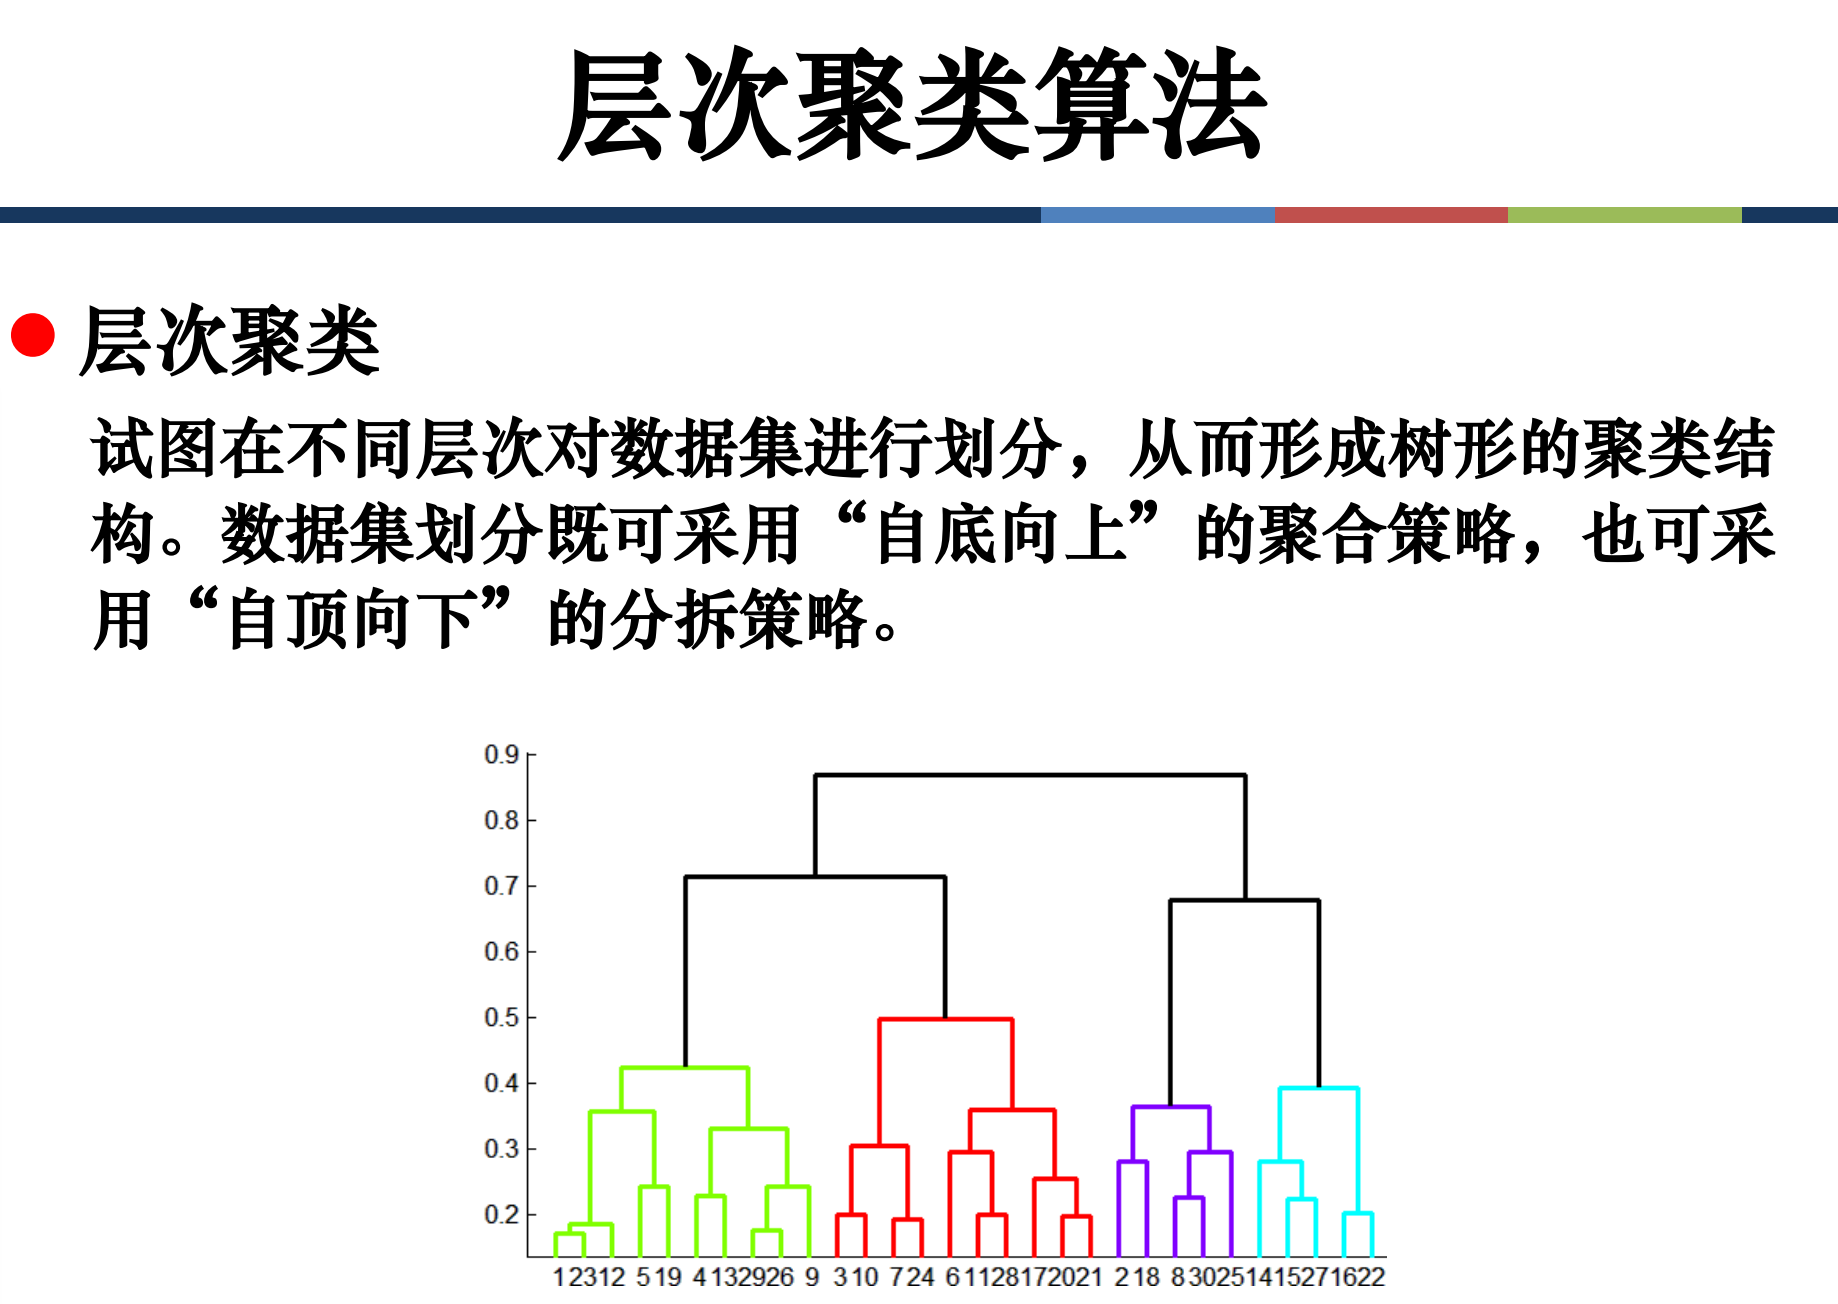 层次聚类算法
层次聚类
试图在不同层次对数据集进行划分，从而形成树形的聚类结
构。数据集划分既可采用“自底向上”的聚合策略，也可采
用“自顶向下”的分拆策略。
0.9
0.8
0.7
0.6
0.5
0.4
0.3
0.2
1 23 12 5 19 4 13 29 26 9 3 10 7 24 6 11 28 17 20 21 2 18 8 30 25 14 15 27 16 22